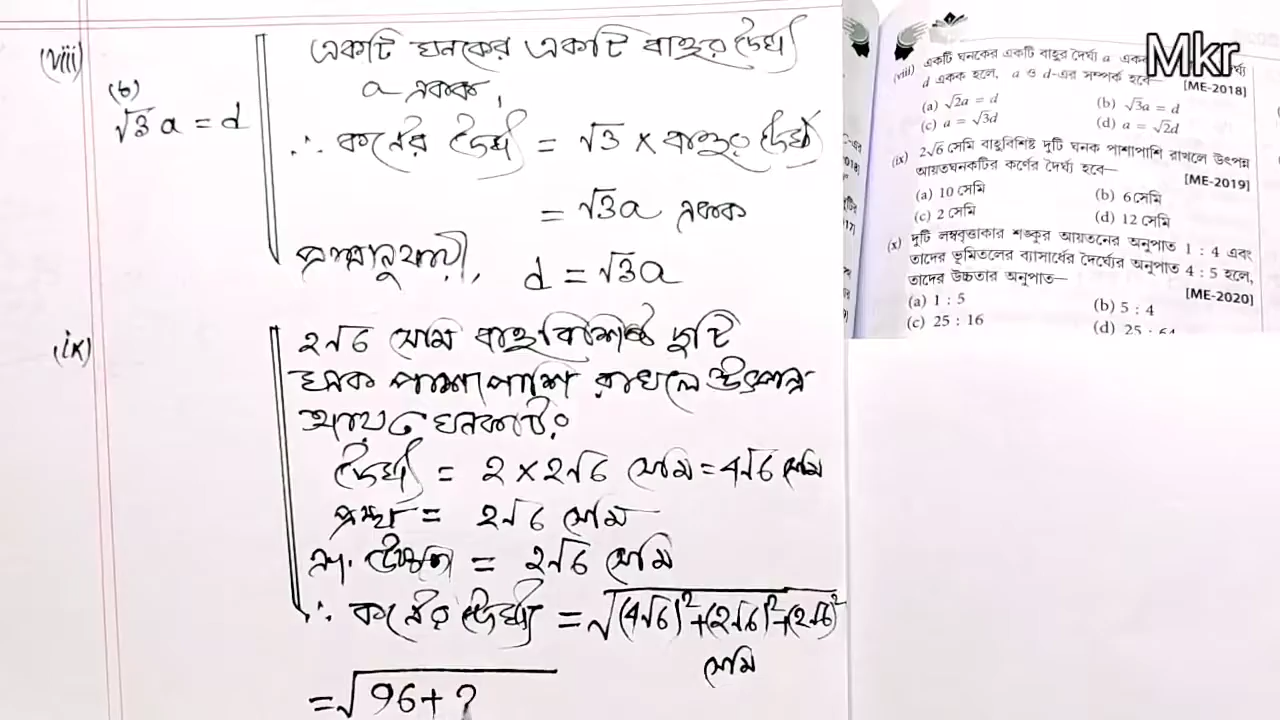 (viii)
(b)
√3a = d
একটি ঘনকের একটি বাহুর দৈর্ঘ্য
a একক,
∴ কর্ণের দৈর্ঘ্য = √3 × বাহুর দৈর্ঘ্য
= √3a একক
প্রশ্নানুযায়ী, d = √3a
(ix)
2√6 সেমি বাহুবিশিষ্ট দুটি
ঘনক পাশাপাশি রাখলে উৎপন্ন
আয়তঘনকটির
দৈর্ঘ্য = 2 × 2√6 সেমি = 4√6 সেমি
প্রস্থ = 2√6 সেমি
উচ্চতা = 2√6 সেমি
∴ কর্ণের দৈর্ঘ্য = √(4√6)²+(2√6)²+(2√6)²
সেমি
= √96+2
Mkr
(viii) একটি ঘনকের একটি বাহুর দৈর্ঘ্য a
d একক হলে, a ও d-এর সম্পর্ক হবে—
[ME-2018]
(a) √2a = d (b) √3a = d
(c) a = √3d (d) a = √2d
(ix) 2√6 সেমি বাহুবিশিষ্ট দুটি ঘনক পাশাপাশি রাখলে উৎপন্ন
আয়তঘনকটির কর্ণের দৈর্ঘ্য হবে— [ME-2019]
(a) 10 সেমি (b) 6সেমি
(c) 2 সেমি (d) 12 সেমি
(x) দুটি লম্ববৃত্তাকার শঙ্কুর আয়তনের অনুপাত 1 : 4 এবং
তাদের ভূমিতলের ব্যাসার্ধের দৈর্ঘ্যের অনুপাত 4 : 5 হলে,
তাদের উচ্চতার অনুপাত— [ME-2020]
(a) 1 : 5 (b) 5 : 4
(c) 25 : 16 (d) 25 : 64